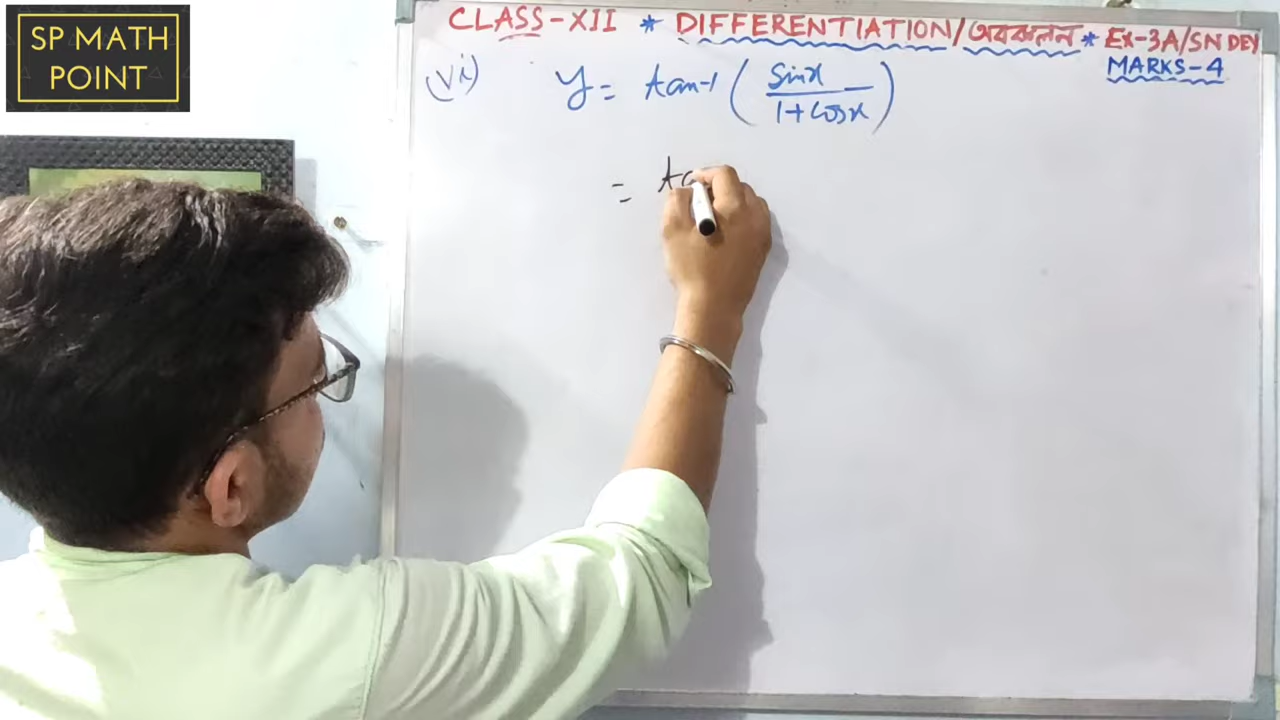 SP MATH
POINT
CLASS-XII * DIFFERENTIATION/অবকলন * EX-3A/SN DEY
MARKS-4
(vi) y = tan-1 (sinx / 1+cosx)
= ta